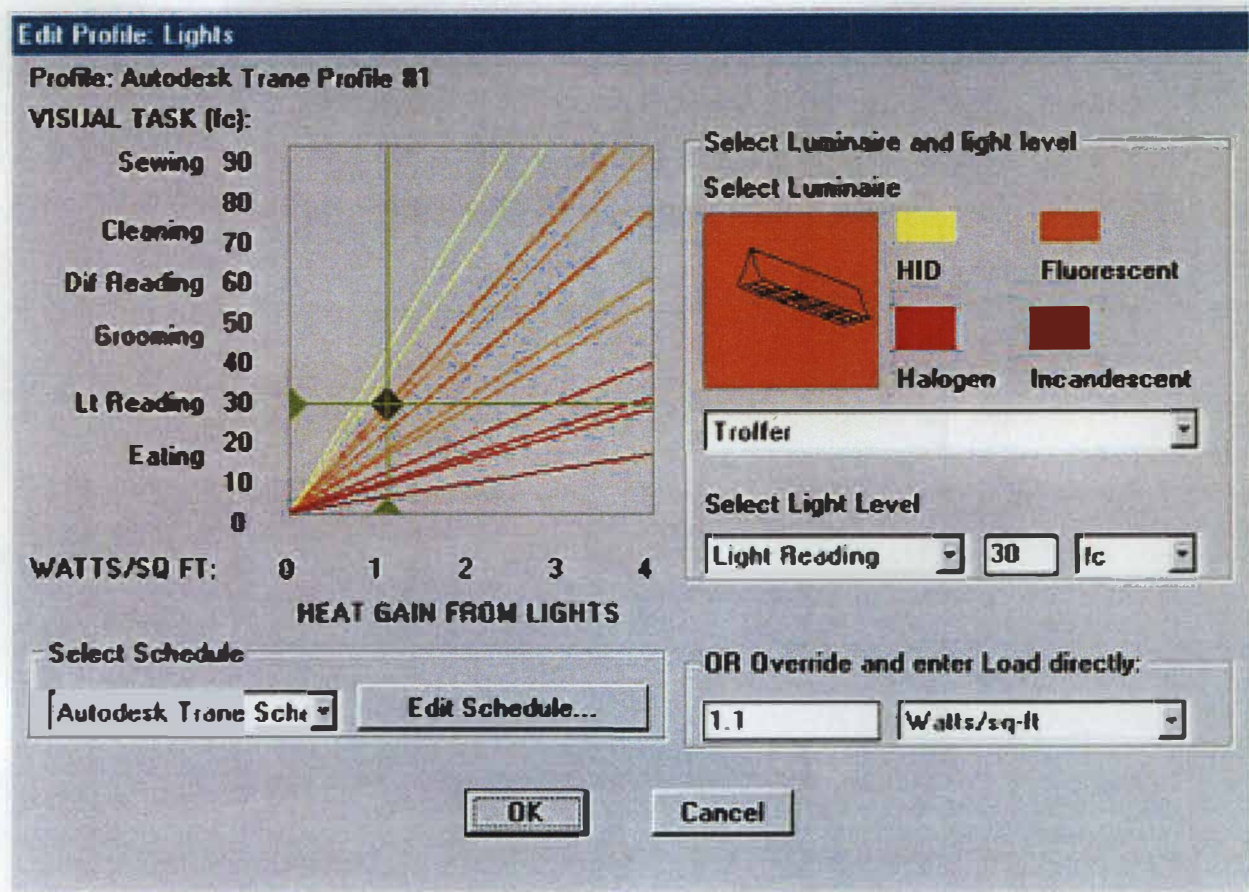 Edit Profile: Lights
Profile: Autodesk Trane Profile #1
VISUAL TASK (fc):
Sewing 90
80
Cleaning 70
Dif Reading 60
Grooming 50
40
Lt Reading 30
Eating 20
10
0
WATTS/SQ FT: 0 1 2 3 4
HEAT GAIN FROM LIGHTS
Select Luminaire and light level
Select Luminaire
HID Fluorescent
Halogen Incandescent
Troffer
Select Light Level
Light Reading 30 fc
Select Schedule
Autodesk Trane Sche Edit Schedule...
OR Override and enter Load directly:
1.1 Watts/sq-ft
OK Cancel